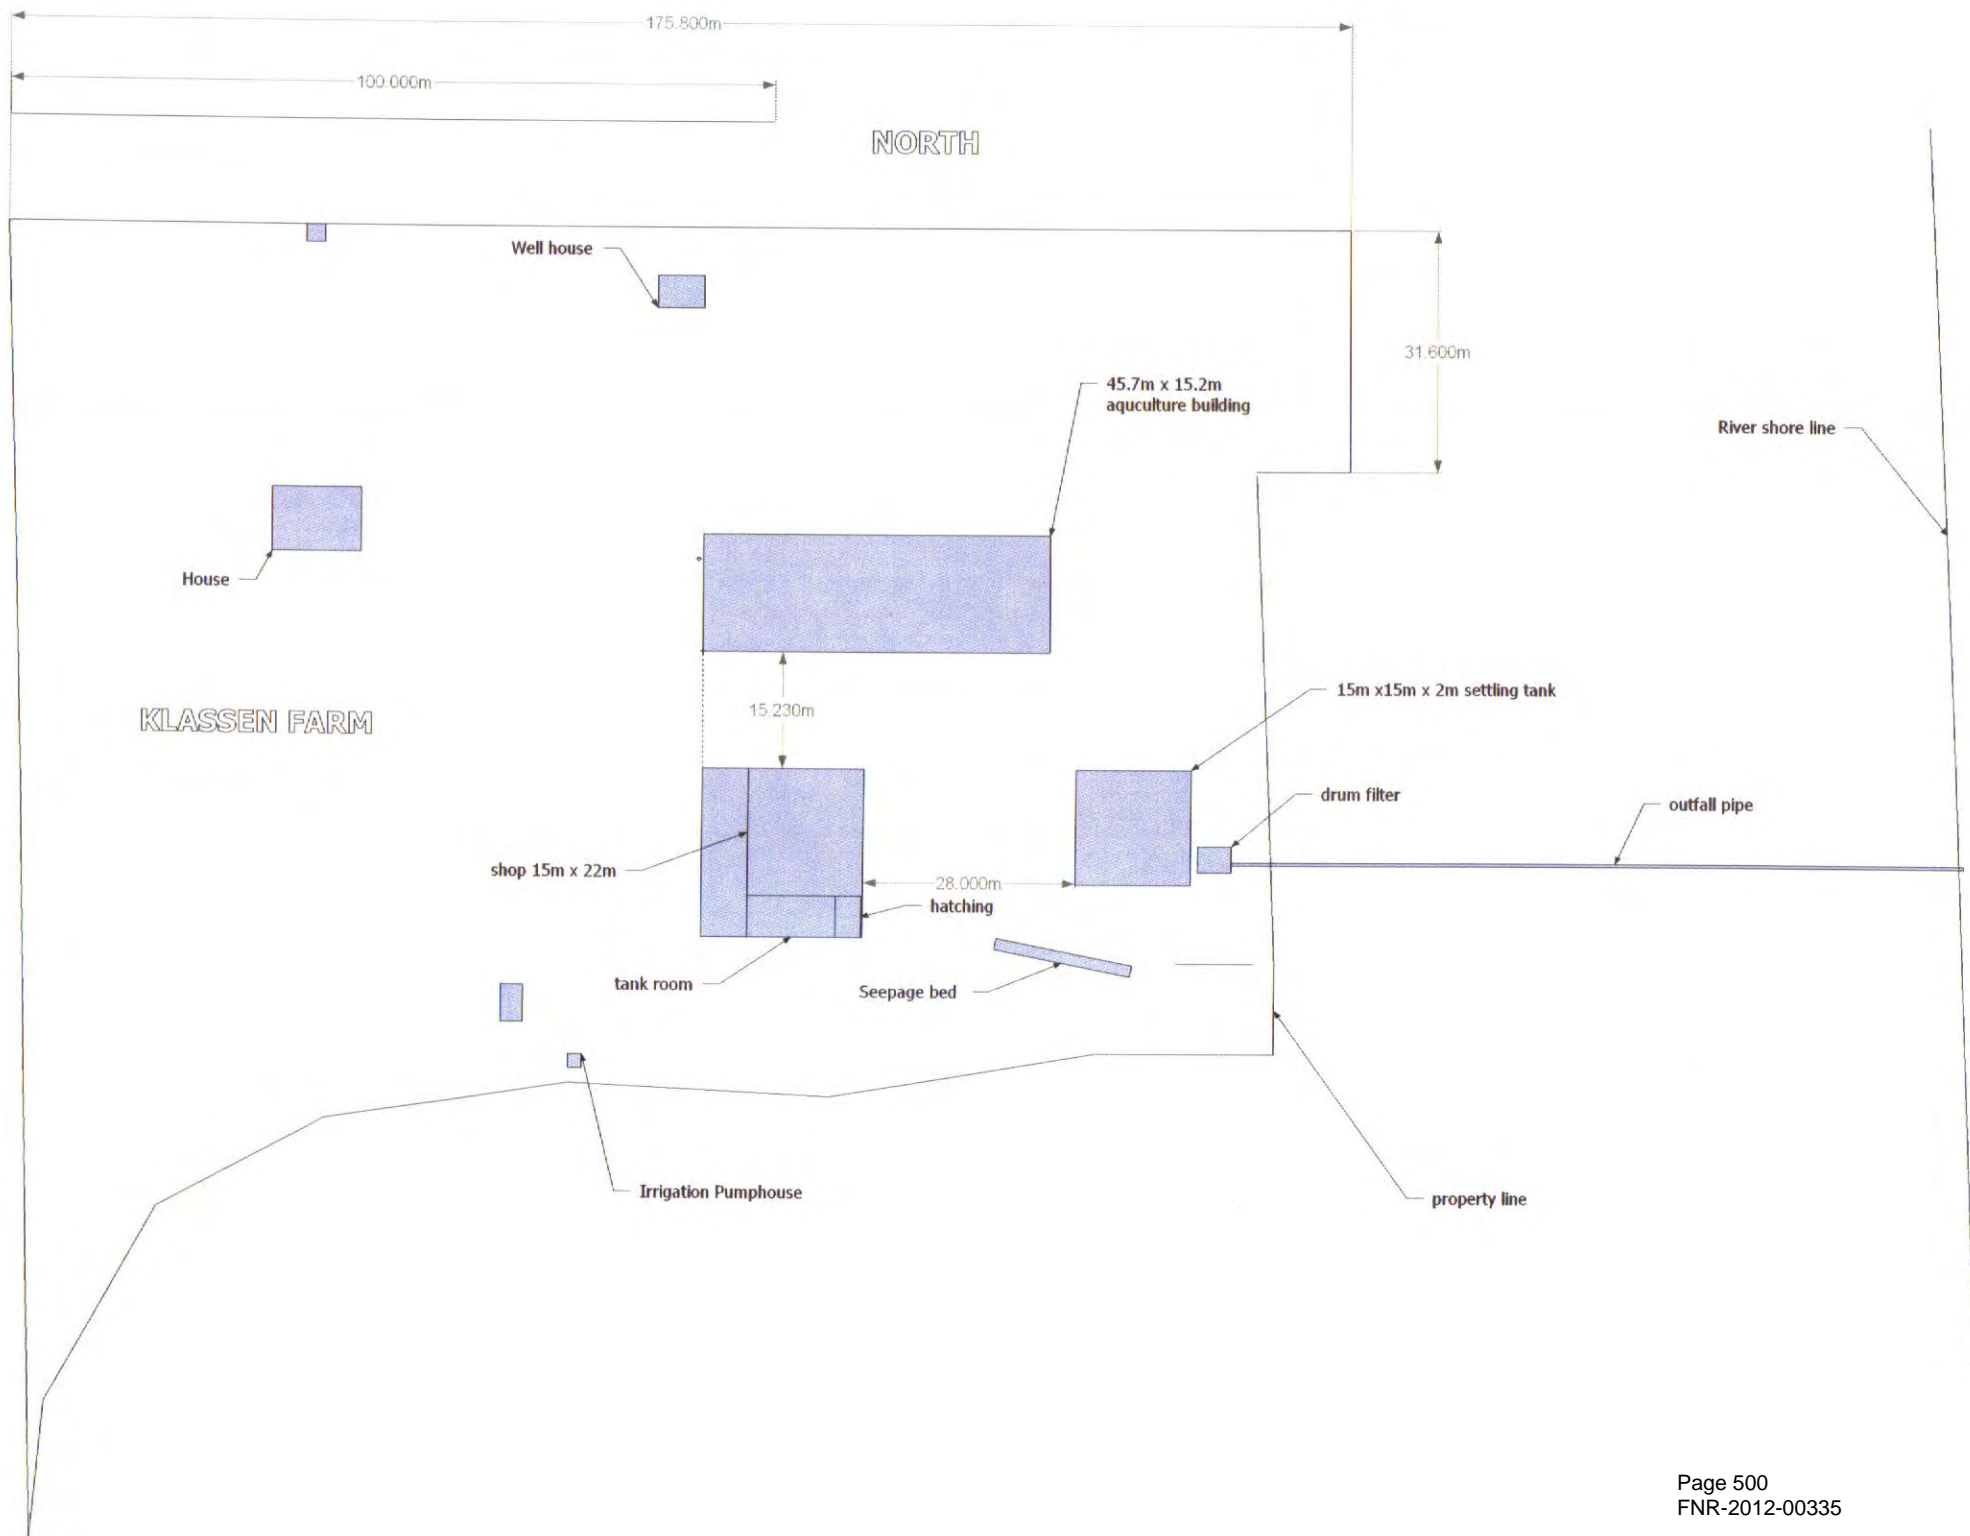 175.800m
100.000m
NORTH
Well house
31.600m
45.7m x 15.2m
aquculture building
River shore line
House
15m x15m x 2m settling tank
15.230m
KLASSEN FARM
drum filter
outfall pipe
shop 15m x 22m
28.000m
hatching
tank room
Seepage bed
Irrigation Pumphouse
property line
Page 500
FNR-2012-00335